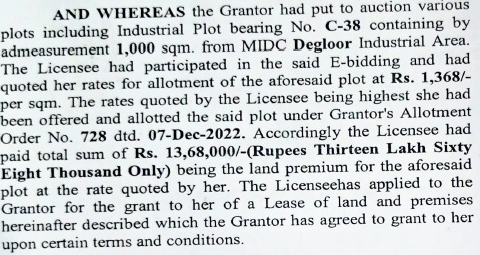 AND WHEREAS the Grantor had put to auction various
plots including Industrial Plot bearing No. C-38 containing by
admeasurement 1,000 sqm. from MIDC Degloor Industrial Area.
The Licensee had participated in the said E-bidding and had
quoted her rates for allotment of the aforesaid plot at Rs. 1,368/-
per sqm. The rates quoted by the Licensee being highest she had
been offered and allotted the said plot under Grantor's Allotment
Order No. 728 dtd. 07-Dec-2022. Accordingly the Licensee had
paid total sum of Rs. 13,68,000/-(Rupees Thirteen Lakh Sixty
Eight Thousand Only) being the land premium for the aforesaid
plot at the rate quoted by her. The Licenseehas applied to the
Grantor for the grant to her of a Lease of land and premises
hereinafter described which the Grantor has agreed to grant to her
upon certain terms and conditions.